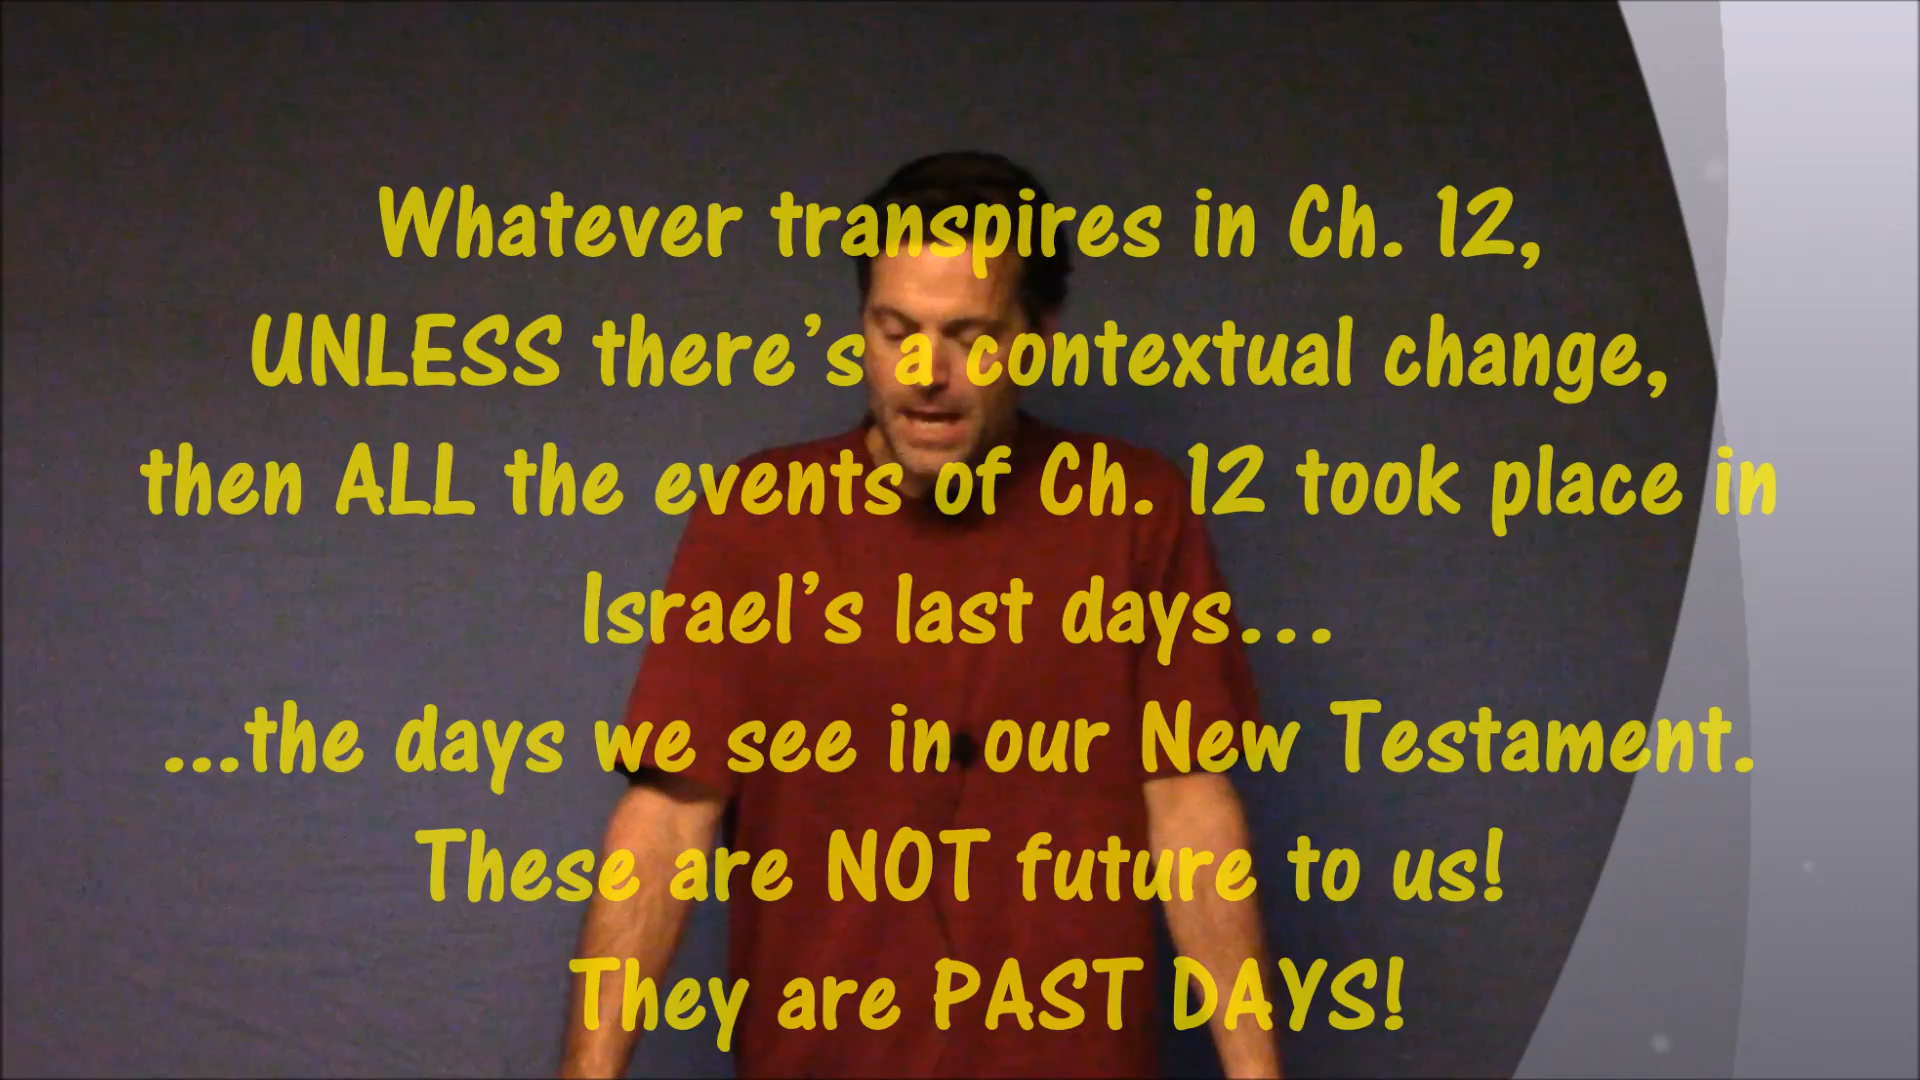 Whatever transpires in Ch. 12,
UNLESS there’s a contextual change,
then ALL the events of Ch. 12 took place in
Israel’s last days…
…the days we see in our New Testament.
These are NOT future to us!
They are PAST DAYS!